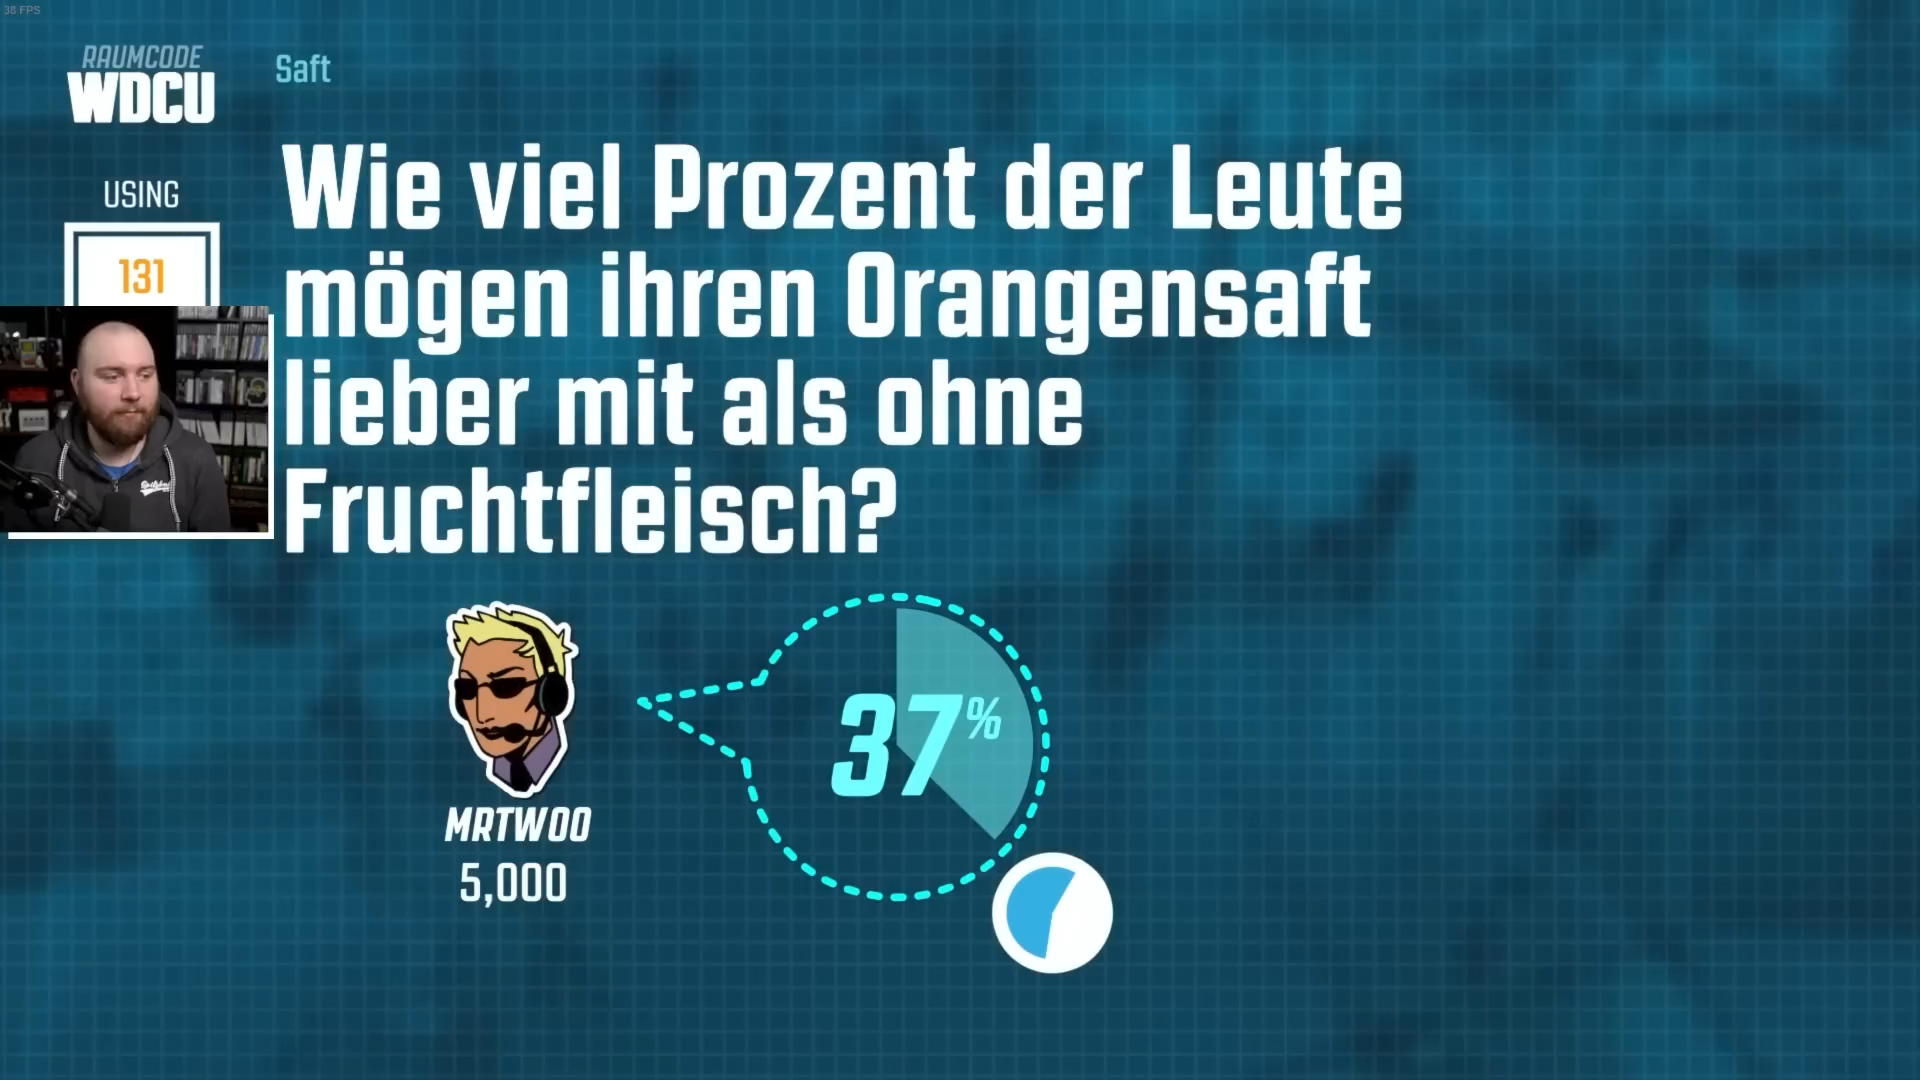 38 FPS
RAUMCODE
WDCU
Saft
USING
131
Wie viel Prozent der Leute
mögen ihren Orangensaft
lieber mit als ohne
Fruchtfleisch?
37%
MRTWOO
5,000